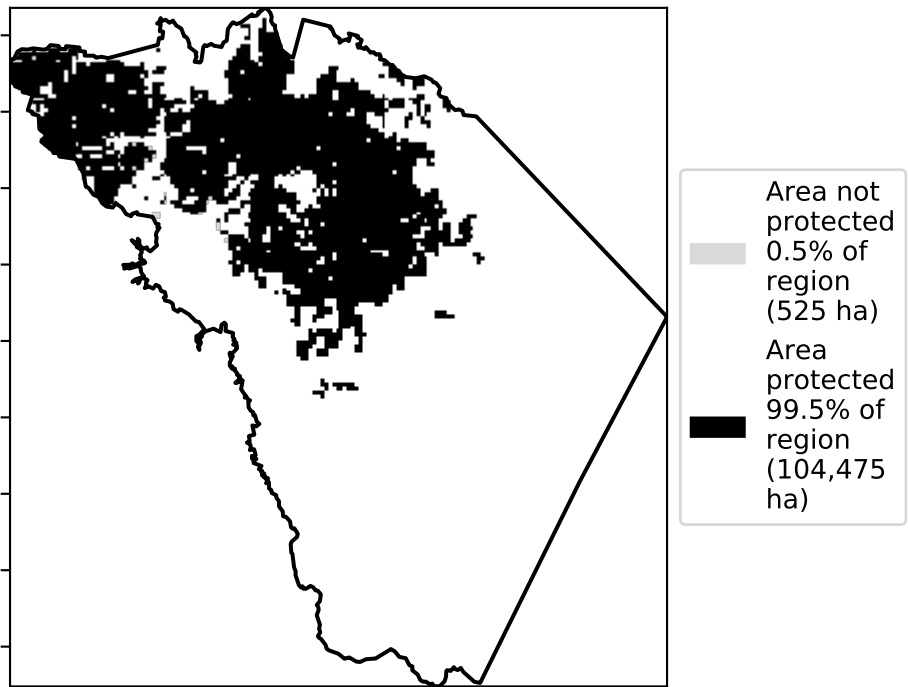 Area not
protected
0.5% of
region
(525 ha)
Area
protected
99.5% of
region
(104,475
ha)